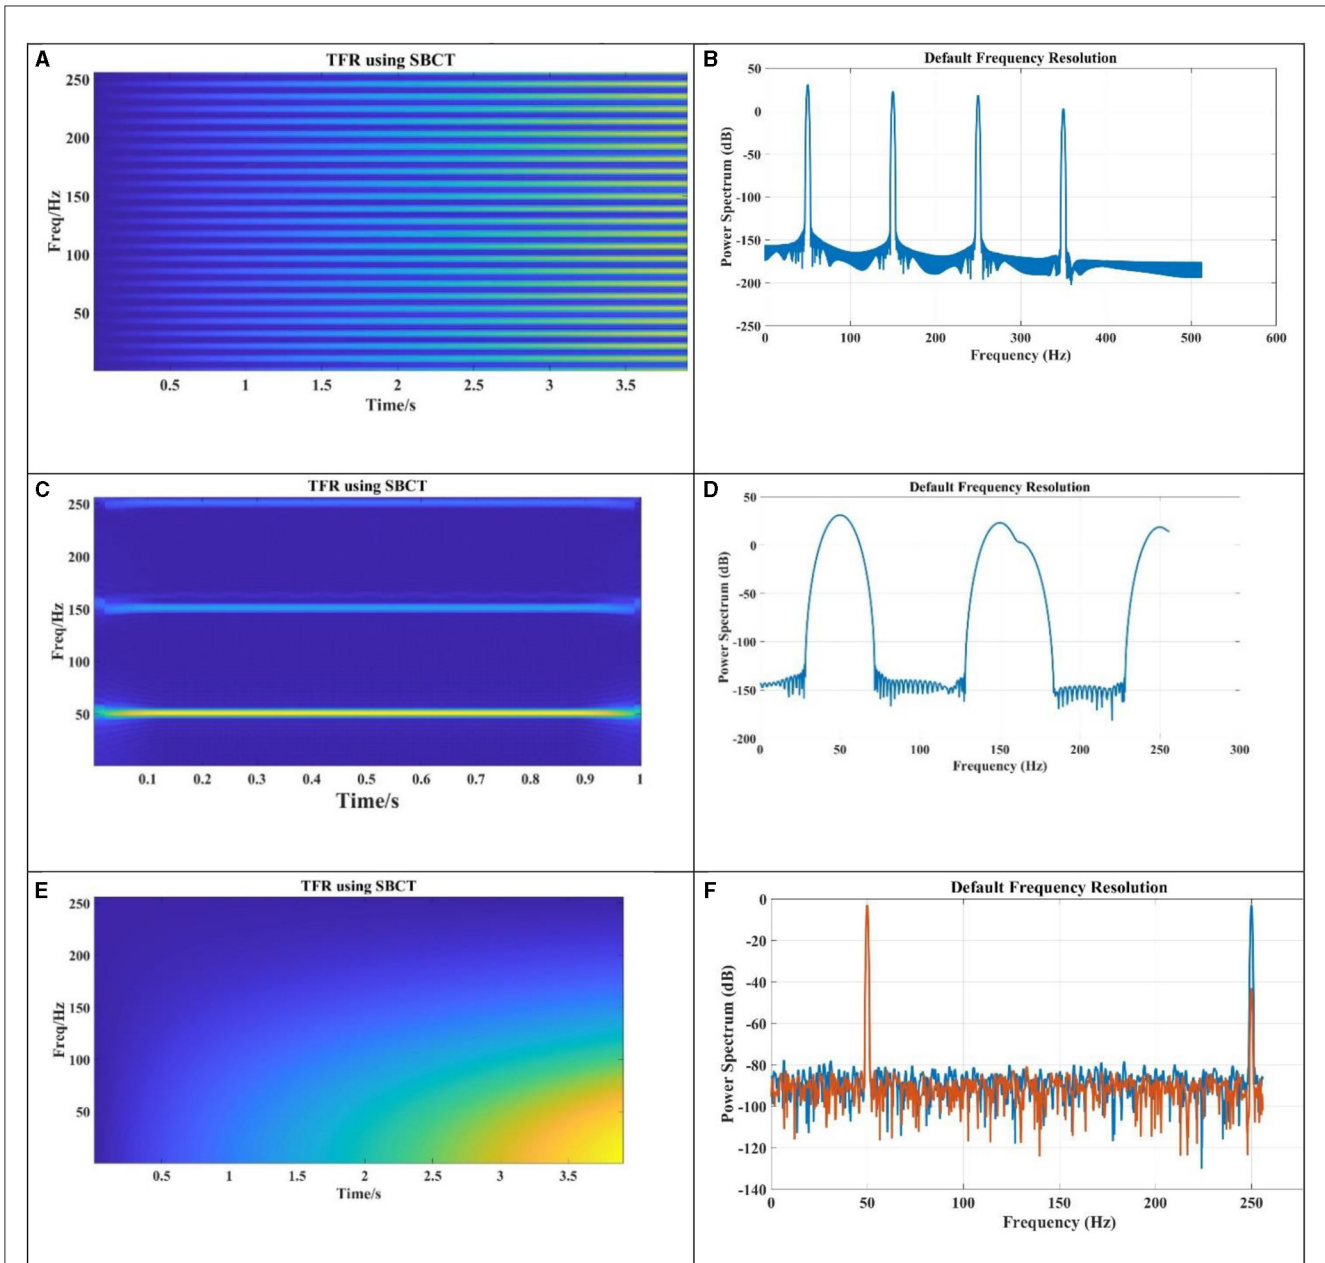 A
TFR using SBCT
250
200
150
100
50
Freq/Hz
0.5 1 1.5 2 2.5 3 3.5
Time/s
B
Default Frequency Resolution
50
0
-50
-100
-150
-200
-250
Power Spectrum (dB)
0 100 200 300 400 500 600
Frequency (Hz)
C
TFR using SBCT
250
200
150
100
50
Freq/Hz
0.1 0.2 0.3 0.4 0.5 0.6 0.7 0.8 0.9 1
Time/s
D
Default Frequency Resolution
50
0
-50
-100
-150
-200
Power Spectrum (dB)
0 50 100 150 200 250 300
Frequency (Hz)
E
TFR using SBCT
250
200
150
100
50
Freq/Hz
0.5 1 1.5 2 2.5 3 3.5
Time/s
F
Default Frequency Resolution
0
-20
-40
-60
-80
-100
-120
-140
Power Spectrum (dB)
0 50 100 150 200 250
Frequency (Hz)